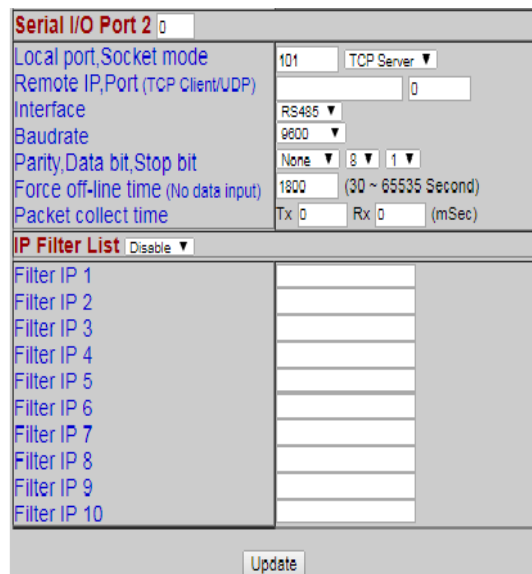 Serial I/O Port 2 0
Local port,Socket mode 101 TCP Server ▼
Remote IP,Port (TCP Client/UDP) 0
Interface RS485 ▼
Baudrate 9600 ▼
Parity,Data bit,Stop bit None ▼ 8 ▼ 1 ▼
Force off-line time (No data input) 1800 (30 ~ 65535 Second)
Packet collect time Tx 0 Rx 0 (mSec)
IP Filter List Disable ▼
Filter IP 1
Filter IP 2
Filter IP 3
Filter IP 4
Filter IP 5
Filter IP 6
Filter IP 7
Filter IP 8
Filter IP 9
Filter IP 10
Update